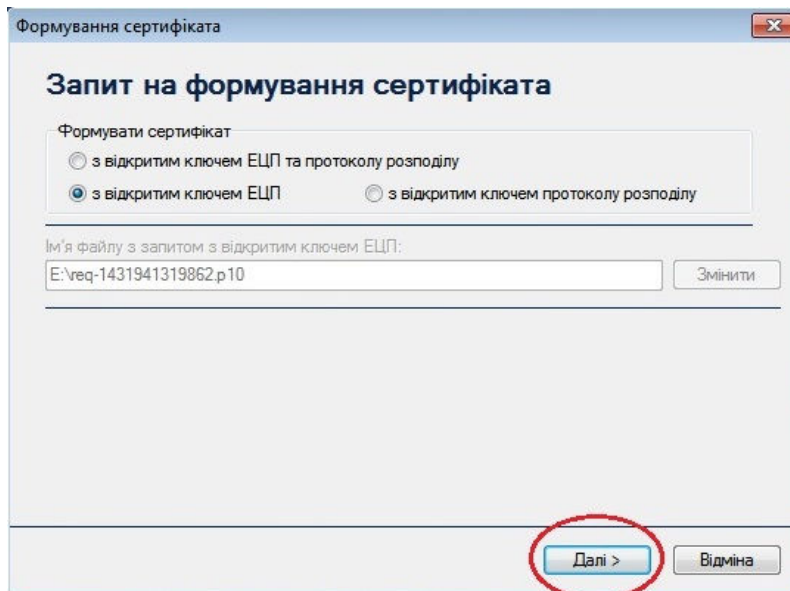 Формування сертифіката
Запит на формування сертифіката
Формувати сертифікат
з відкритим ключем ЕЦП та протоколу розподілу
з відкритим ключем ЕЦП з відкритим ключем протоколу розподілу
Ім'я файлу з запитом з відкритим ключем ЕЦП:
E:\req-1431941319862.p10 Змінити
Далі > Відміна